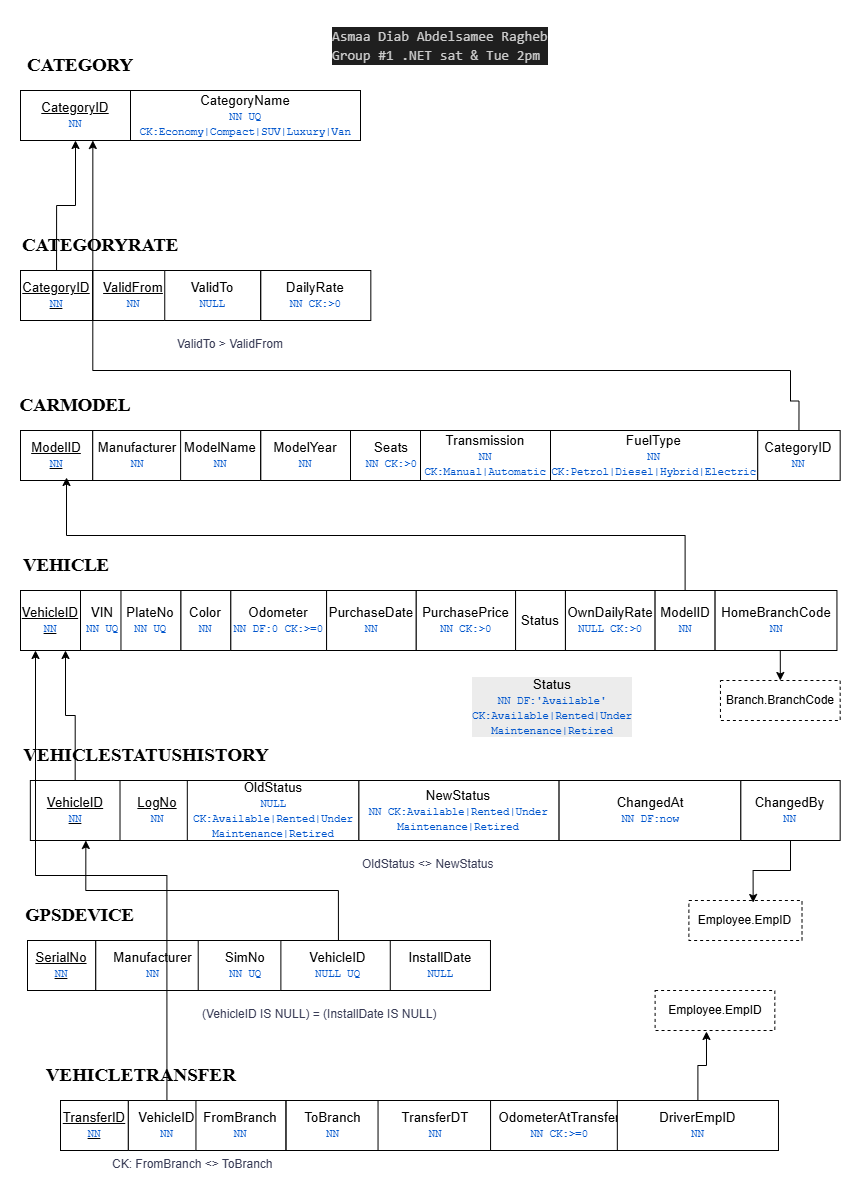 Asmaa Diab Abdelsamee Ragheb
Group #1 .NET sat & Tue 2pm
CATEGORY
CategoryID
NN
CategoryName
NN UQ
CK:Economy|Compact|SUV|Luxury|Van
CATEGORYRATE
CategoryID
NN
ValidFrom
NN
ValidTo
NULL
DailyRate
NN CK:>0
ValidTo > ValidFrom
CARMODEL
ModelID
NN
Manufacturer
NN
ModelName
NN
ModelYear
NN
Seats
NN CK:>0
Transmission
NN
CK:Manual|Automatic
FuelType
NN
CK:Petrol|Diesel|Hybrid|Electric
CategoryID
NN
VEHICLE
VehicleID
NN
VIN
NN UQ
PlateNo
NN UQ
Color
NN
Odometer
NN DF:0 CK:>=0
PurchaseDate
NN
PurchasePrice
NN CK:>0
Status
OwnDailyRate
NULL CK:>0
ModelID
NN
HomeBranchCode
NN
Status
NN DF:'Available'
CK:Available|Rented|Under
Maintenance|Retired
Branch.BranchCode
VEHICLESTATUSHISTORY
VehicleID
NN
LogNo
NN
OldStatus
NULL
CK:Available|Rented|Under
Maintenance|Retired
NewStatus
NN CK:Available|Rented|Under
Maintenance|Retired
ChangedAt
NN DF:now
ChangedBy
NN
OldStatus <> NewStatus
Employee.EmpID
GPSDEVICE
SerialNo
NN
Manufacturer
NN
SimNo
NN UQ
VehicleID
NULL UQ
InstallDate
NULL
(VehicleID IS NULL) = (InstallDate IS NULL)
Employee.EmpID
VEHICLETRANSFER
TransferID
NN
VehicleID
NN
FromBranch
NN
ToBranch
NN
TransferDT
NN
OdometerAtTransfer
NN CK:>=0
DriverEmpID
NN
CK: FromBranch <> ToBranch